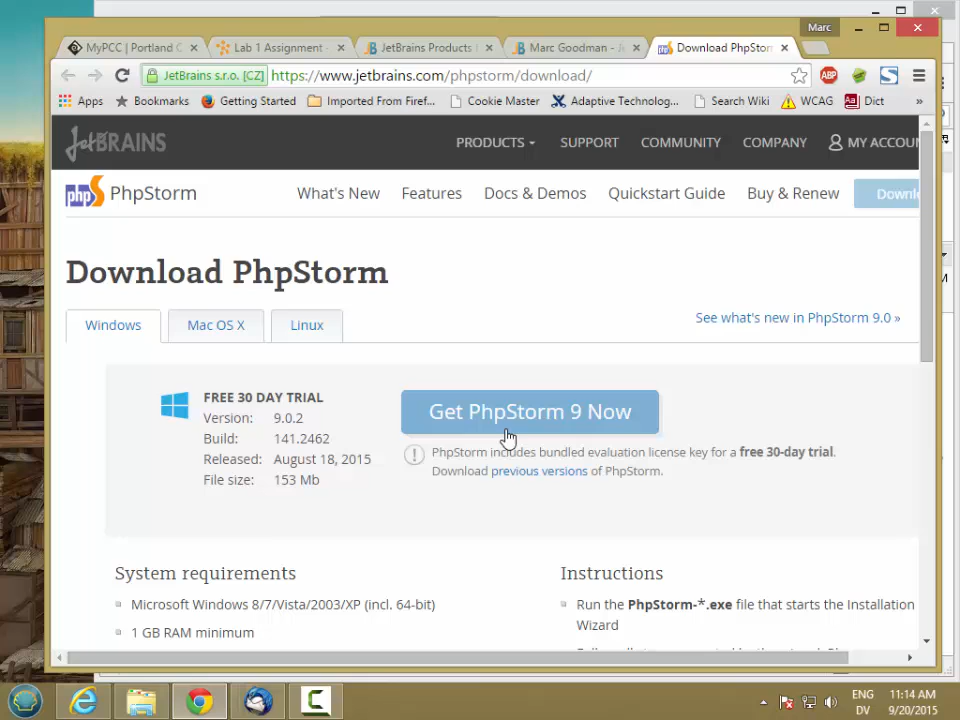 Marc
MyPCC | Portland C
Lab 1 Assignment -
JetBrains Products
Marc Goodman - A
Download PhpStor
JetBrains s.r.o. [CZ]
https://www.jetbrains.com/phpstorm/download/
ABP
Apps
Bookmarks
Getting Started
Imported From Firef...
Cookie Master
Adaptive Technolog...
Search Wiki
WCAG
Dict
»
JETBRAINS
PRODUCTS
SUPPORT
COMMUNITY
COMPANY
MY ACCOUN
PhpStorm
What's New
Features
Docs & Demos
Quickstart Guide
Buy & Renew
Downl
Download PhpStorm
Windows
Mac OS X
Linux
See what's new in PhpStorm 9.0 »
FREE 30 DAY TRIAL
Version: 9.0.2
Build: 141.2462
Released: August 18, 2015
File size: 153 Mb
Get PhpStorm 9 Now
PhpStorm includes bundled evaluation license key for a free 30-day trial.
Download previous versions of PhpStorm.
System requirements
Microsoft Windows 8/7/Vista/2003/XP (incl. 64-bit)
1 GB RAM minimum
Instructions
Run the PhpStorm-*.exe file that starts the Installation
Wizard
ENG
DV
11:14 AM
9/20/2015